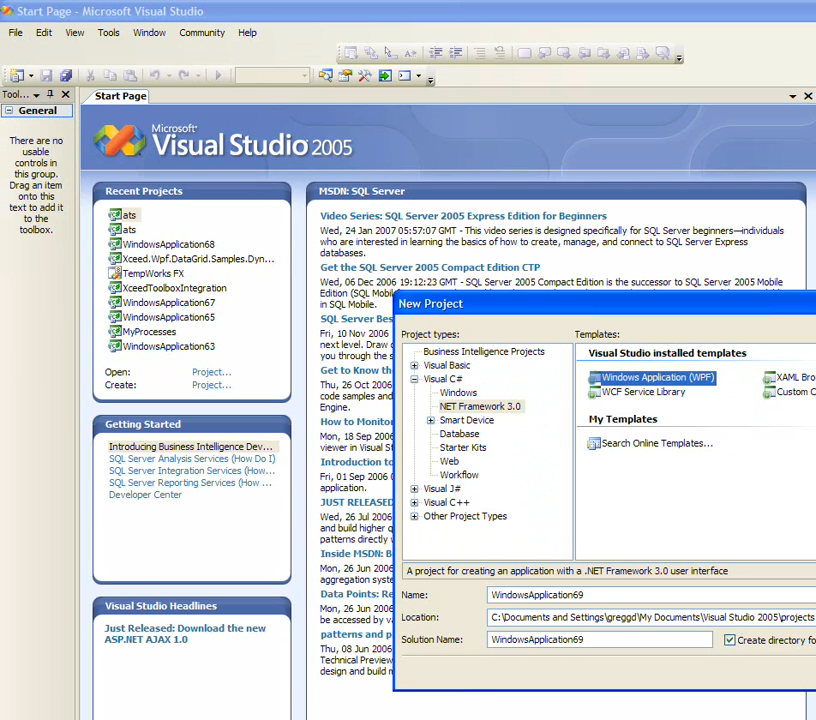 Start Page - Microsoft Visual Studio
File Edit View Tools Window Community Help
Tool...
General
There are no
usable
controls in
this group.
Drag an item
onto this
text to add it
to the
toolbox.
Start Page
Microsoft
Visual Studio 2005
Recent Projects
ats
ats
WindowsApplication68
Xceed.Wpf.DataGrid.Samples.Dyn...
TempWorks FX
XceedToolboxIntegration
WindowsApplication67
WindowsApplication65
MyProcesses
WindowsApplication63
Open: Project...
Create: Project...
Getting Started
Introducing Business Intelligence Dev...
SQL Server Analysis Services (How Do I)
SQL Server Integration Services (How...
SQL Server Reporting Services (How ...
Developer Center
Visual Studio Headlines
Just Released: Download the new
ASP.NET AJAX 1.0
MSDN: SQL Server
Video Series: SQL Server 2005 Express Edition for Beginners
Wed, 24 Jan 2007 05:57:07 GMT - This video series is designed specifically for SQL Server beginners—individuals
who are interested in learning the basics of how to create, manage, and connect to SQL Server Express
databases.
Get the SQL Server 2005 Compact Edition CTP
Wed, 06 Dec 2006 19:12:23 GMT - SQL Server 2005 Compact Edition is the successor to SQL Server 2005 Mobile
Edition (SQL Mobi
in SQL Mobile.
SQL Server Bes
Fri, 10 Nov 2006
next level. Draw
you through the s
Get to Know th
Thu, 26 Oct 2006
code samples and
Engine.
How to Monito
Mon, 18 Sep 2006
viewer in Visual St
Introduction to
Fri, 01 Sep 2006
application.
JUST RELEASED
Wed, 26 Jul 2006
and build higher q
patterns directly
Inside MSDN: B
Mon, 26 Jun 2006
aggregation syste
Data Points: Re
Mon, 26 Jun 2006
be accessed by va
patterns and p
Thu, 08 Jun 2006
Technical Preview
design and build m
New Project
Project types:
Business Intelligence Projects
Visual Basic
Visual C#
Windows
NET Framework 3.0
Smart Device
Database
Starter Kits
Web
Workflow
Visual J#
Visual C++
Other Project Types
Templates:
Visual Studio installed templates
Windows Application (WPF) XAML Bro
WCF Service Library Custom C
My Templates
Search Online Templates...
A project for creating an application with a .NET Framework 3.0 user interface
Name: WindowsApplication69
Location: C:\Documents and Settings\greggd\My Documents\Visual Studio 2005\projects
Solution Name: WindowsApplication69 Create directory fo